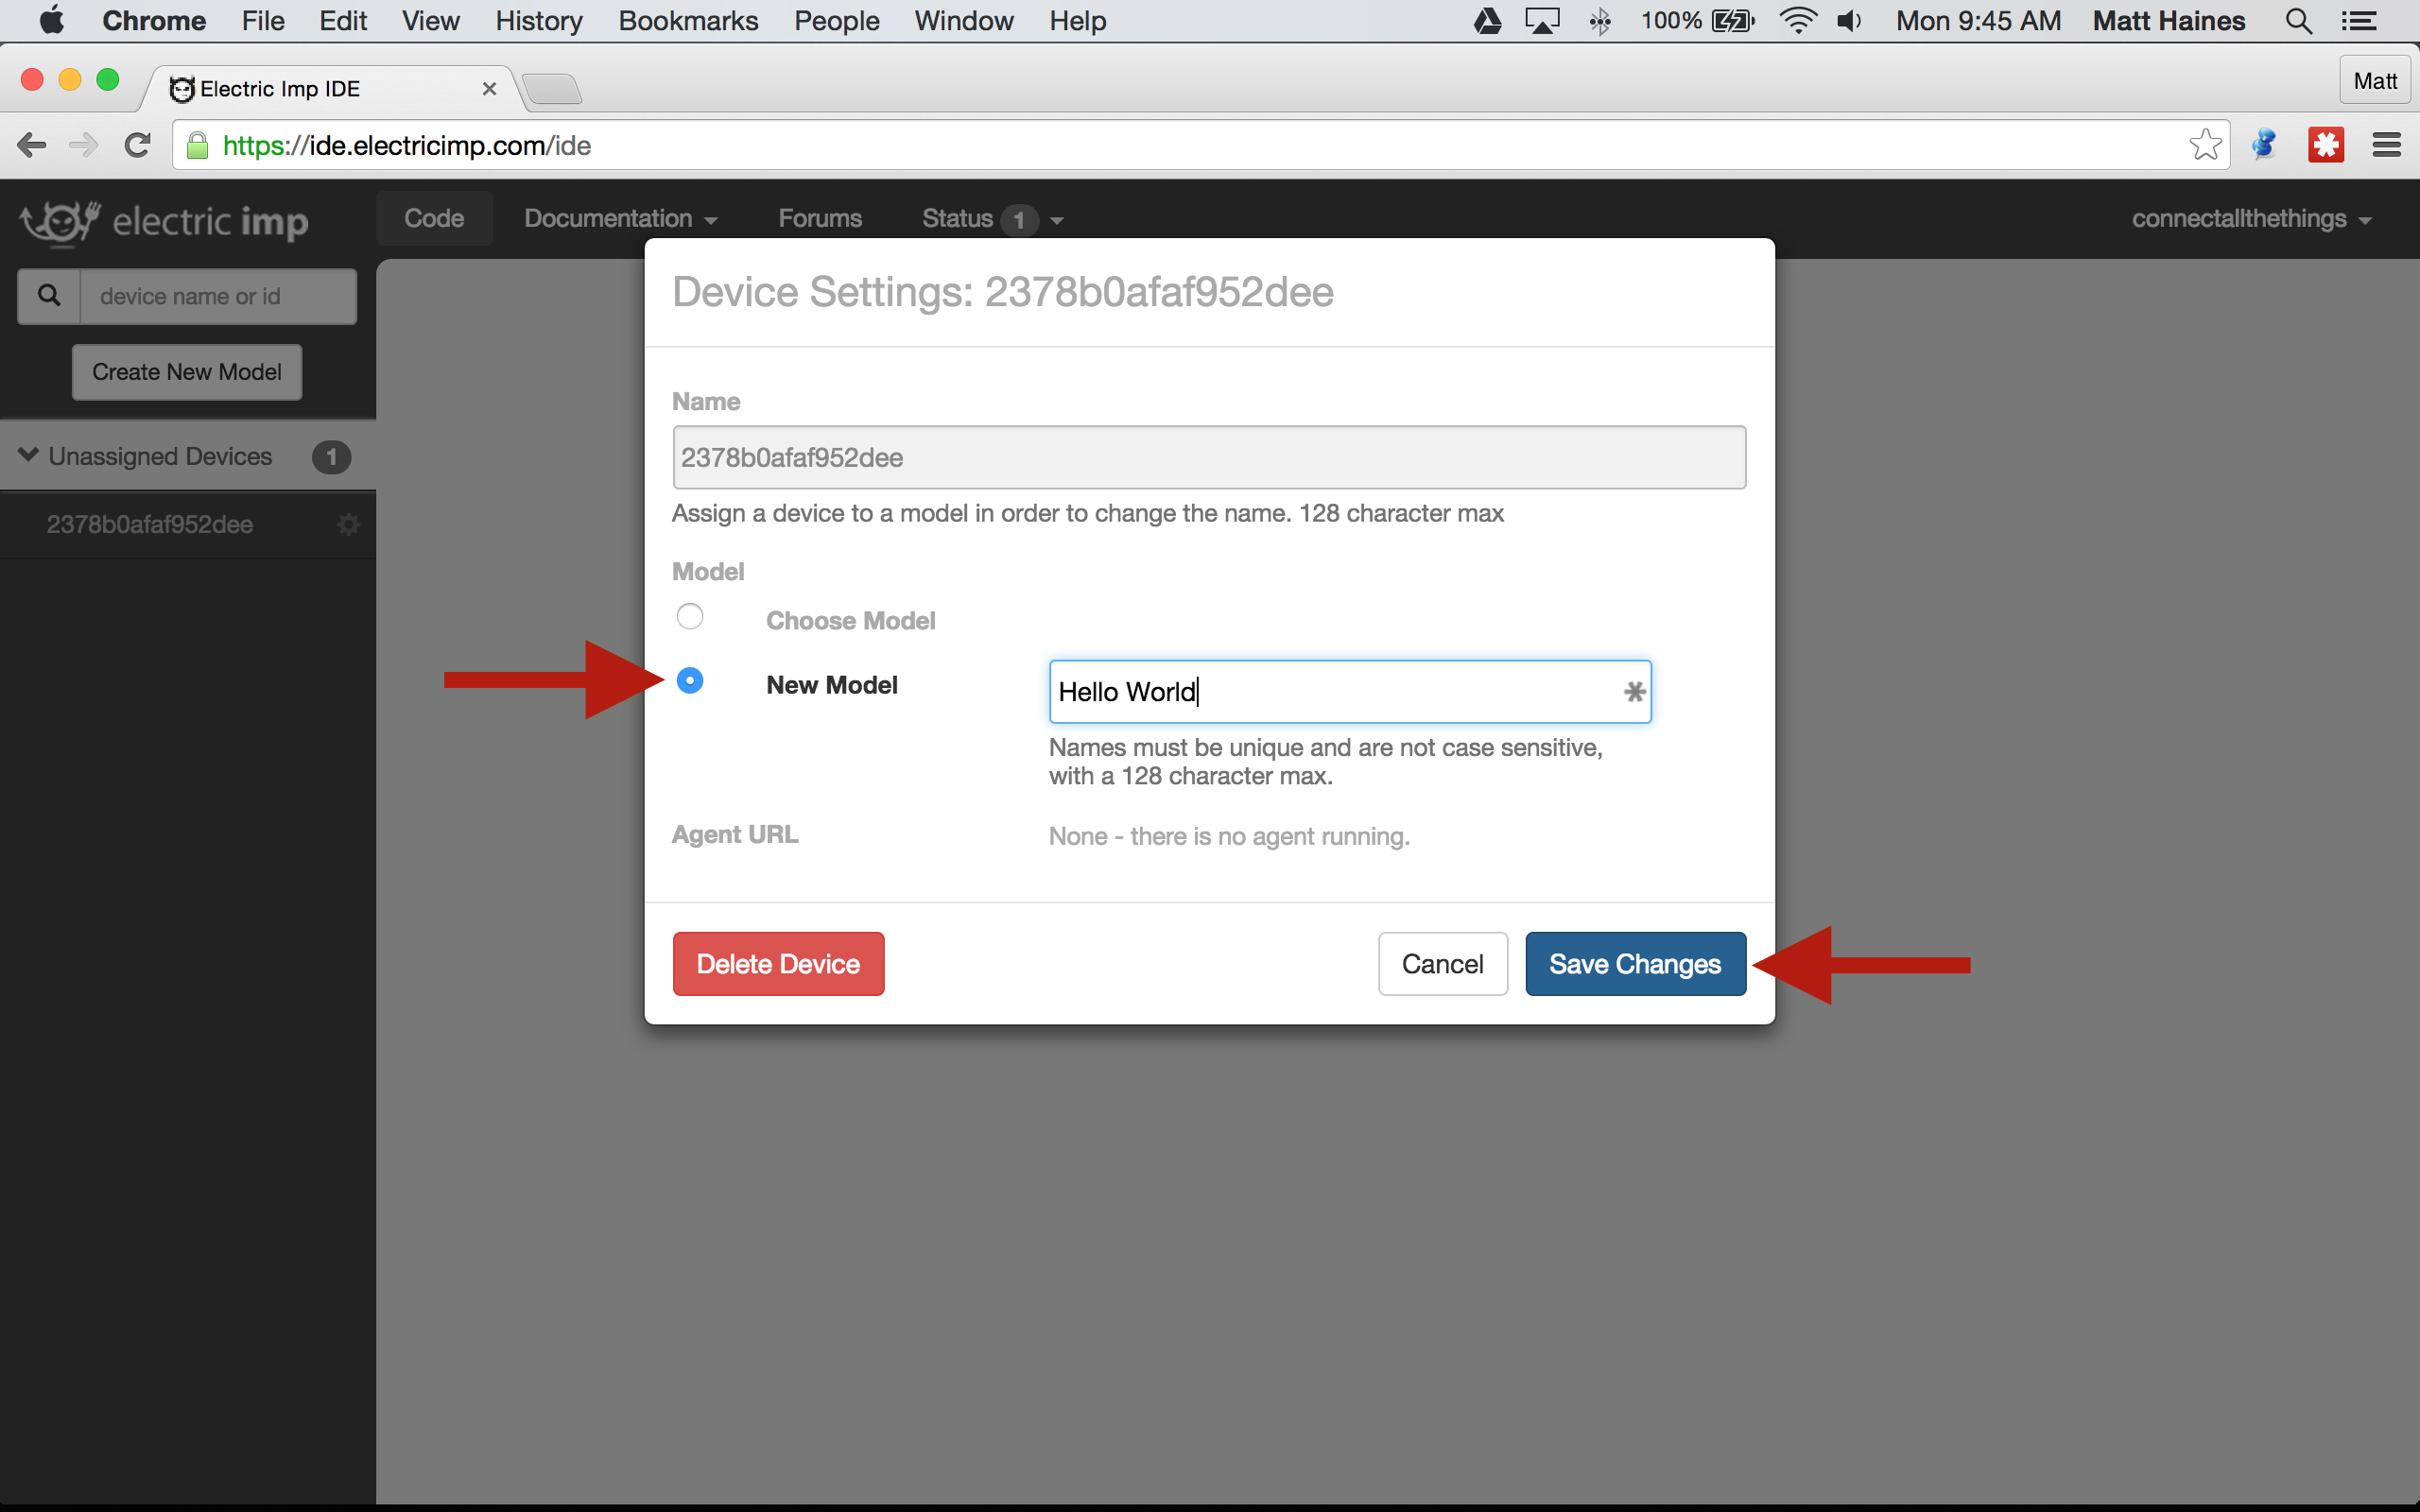 Chrome File Edit View History Bookmarks People Window Help 100% Mon 9:45 AM Matt Haines
Electric Imp IDE Matt
https://ide.electricimp.com/ide
electric imp Code Documentation Forums Status 1 connectallthethings
device name or id
Create New Model
Unassigned Devices 1
2378b0afaf952dee
Device Settings: 2378b0afaf952dee
Name
2378b0afaf952dee
Assign a device to a model in order to change the name. 128 character max
Model
Choose Model
New Model Hello World
Names must be unique and are not case sensitive,
with a 128 character max.
Agent URL None - there is no agent running.
Delete Device Cancel Save Changes